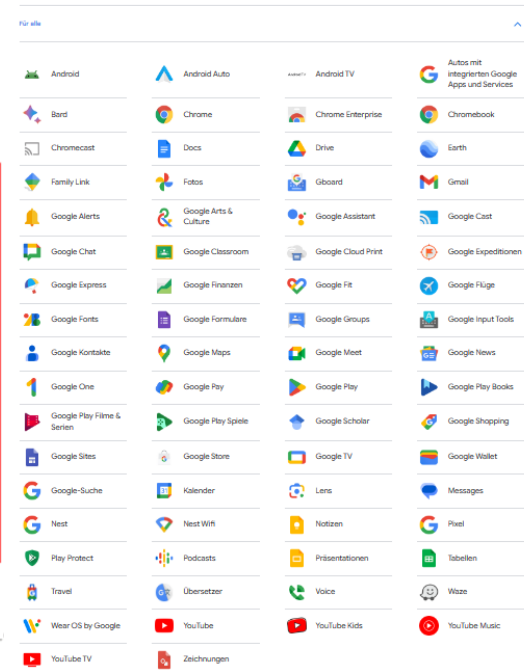 Für alle
Android
Android Auto
Android TV
Autos mit
integrierten Google
Apps und Services
Bard
Chrome
Chrome Enterprise
Chromebook
Chromecast
Docs
Drive
Earth
Family Link
Fotos
Gboard
Gmail
Google Alerts
Google Arts &
Culture
Google Assistant
Google Cast
Google Chat
Google Classroom
Google Cloud Print
Google Expeditionen
Google Express
Google Finanzen
Google Fit
Google Flüge
Google Fonts
Google Formulare
Google Groups
Google Input Tools
Google Kontakte
Google Maps
Google Meet
Google News
Google One
Google Pay
Google Play
Google Play Books
Google Play Filme &
Serien
Google Play Spiele
Google Scholar
Google Shopping
Google Sites
Google Store
Google TV
Google Wallet
Google-Suche
Kalender
Lens
Messages
Nest
Nest Wifi
Notizen
Pixel
Play Protect
Podcasts
Präsentationen
Tabellen
Travel
Übersetzer
Voice
Waze
Wear OS by Google
YouTube
YouTube Kids
YouTube Music
YouTube TV
Zeichnungen